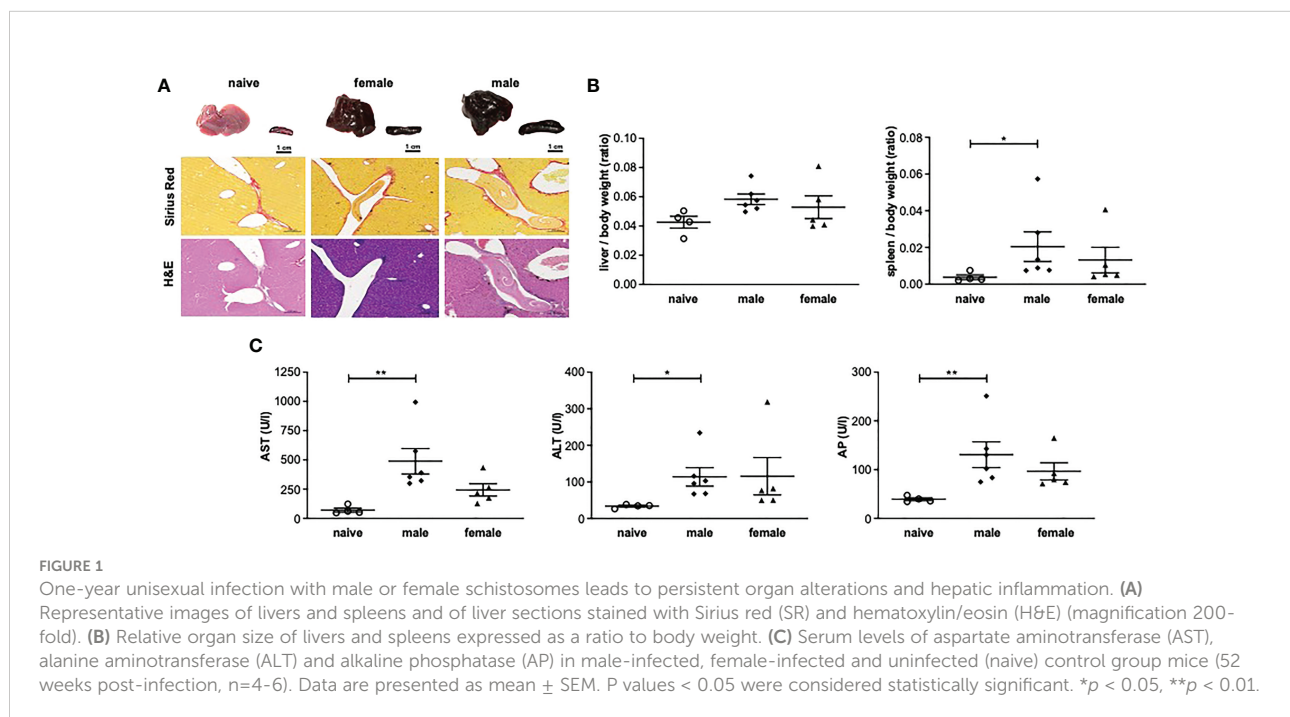 A
naive
female
male
1 cm
1 cm
1 cm
Sirius Red
H&E
B
liver / body weight (ratio)
0.10
0.08
0.06
0.04
0.02
0.00
naive
male
female
spleen / body weight (ratio)
0.08
0.06
0.04
0.02
0.00
*
naive
male
female
C
AST (U/l)
1250
1000
750
500
250
0
**
naive
male
female
ALT (U/l)
400
300
200
100
0
*
naive
male
female
AP (U/l)
300
200
100
0
**
naive
male
female
FIGURE 1
One-year unisexual infection with male or female schistosomes leads to persistent organ alterations and hepatic inflammation. (A)
Representative images of livers and spleens and of liver sections stained with Sirius red (SR) and hematoxylin/eosin (H&E) (magnification 200-
fold). (B) Relative organ size of livers and spleens expressed as a ratio to body weight. (C) Serum levels of aspartate aminotransferase (AST),
alanine aminotransferase (ALT) and alkaline phosphatase (AP) in male-infected, female-infected and uninfected (naive) control group mice (52
weeks post-infection, n=4-6). Data are presented as mean ± SEM. P values < 0.05 were considered statistically significant. *p < 0.05, **p < 0.01.